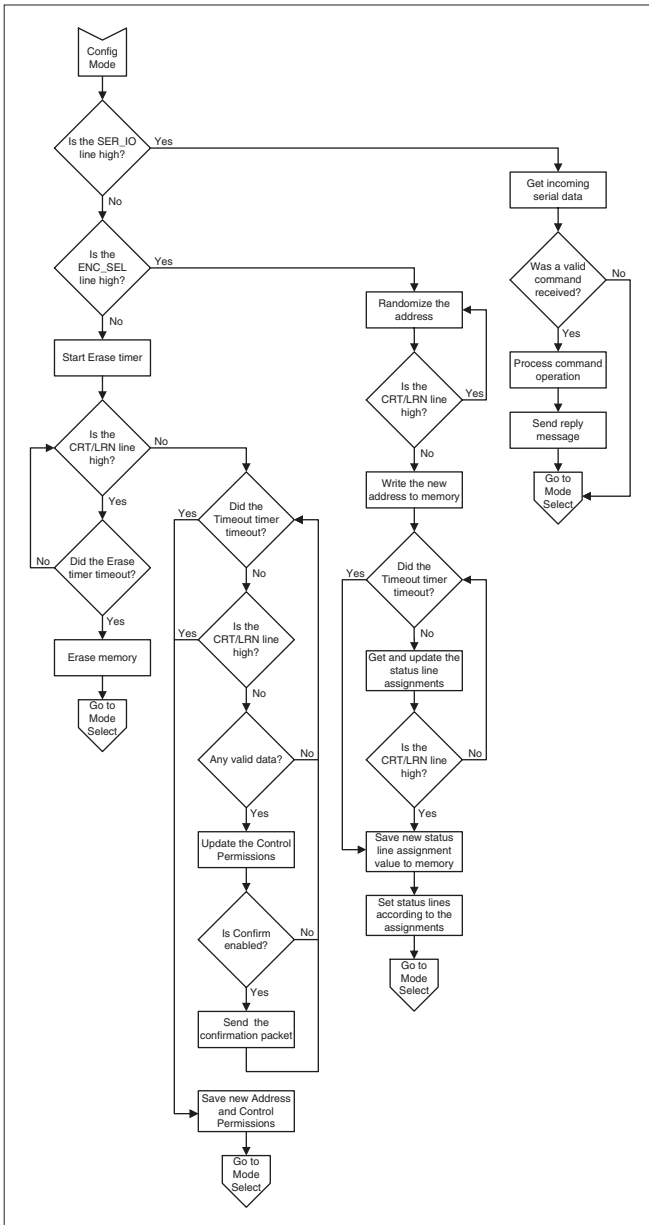 Config
Mode
Is the SER_IO
line high?
Yes
No
Get incoming
serial data
Was a valid
command
received?
No
Yes
Process command
operation
Send reply
message
Go to
Mode
Select
Is the
ENC_SEL
line high?
Yes
No
Randomize the
address
Is the
CRT/LRN line
high?
Yes
No
Write the new
address to memory
Did the
Timeout timer
timeout?
Yes
No
Get and update the
status line
assignments
Is the
CRT/LRN line
high?
No
Yes
Save new status
line assignment
value to memory
Set status lines
according to the
assignments
Go to
Mode
Select
Start Erase timer
Is the
CRT/LRN line
high?
No
Yes
Did the Erase
timer timeout?
No
Yes
Erase memory
Go to
Mode
Select
Did the
Timeout timer
timeout?
Yes
No
Is the
CRT/LRN line
high?
Yes
No
Any valid data?
No
Yes
Update the Control
Permissions
Is Confirm
enabled?
No
Yes
Send the
confirmation packet
Save new Address
and Control
Permissions
Go to
Mode
Select